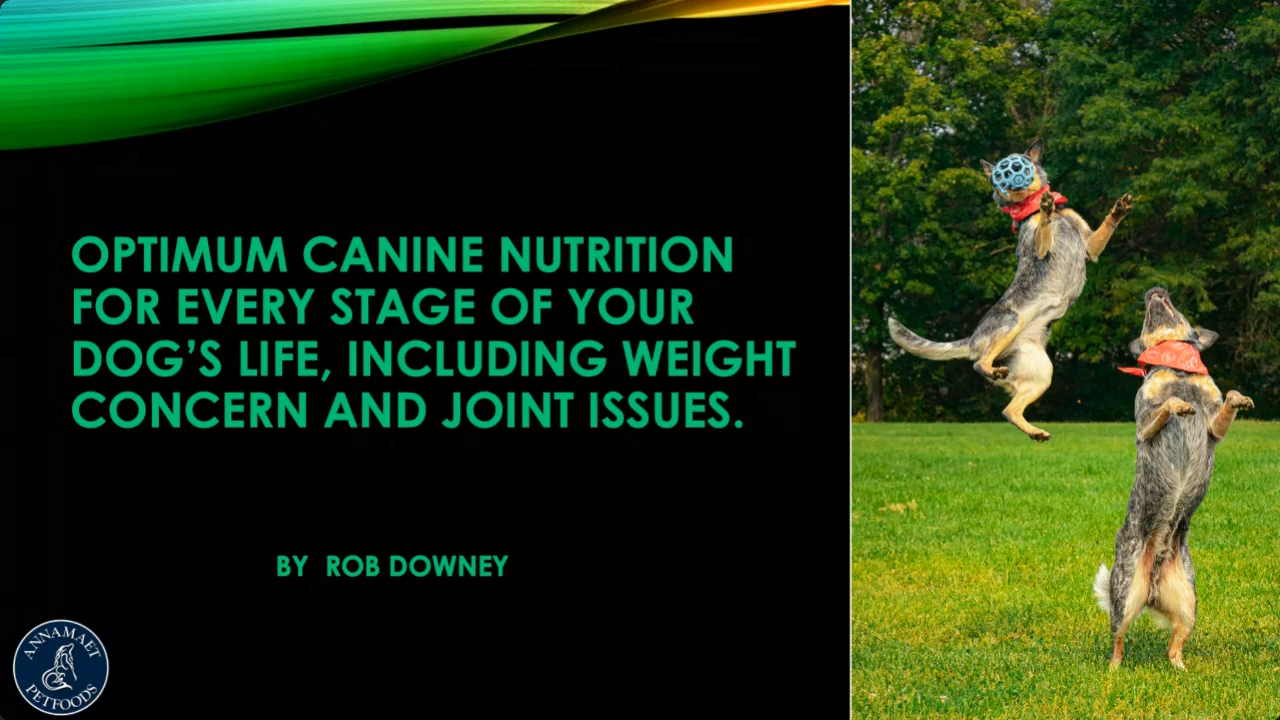 OPTIMUM CANINE NUTRITION
FOR EVERY STAGE OF YOUR
DOG’S LIFE, INCLUDING WEIGHT
CONCERN AND JOINT ISSUES.
BY ROB DOWNEY
ANNAMAET
PETFOODS